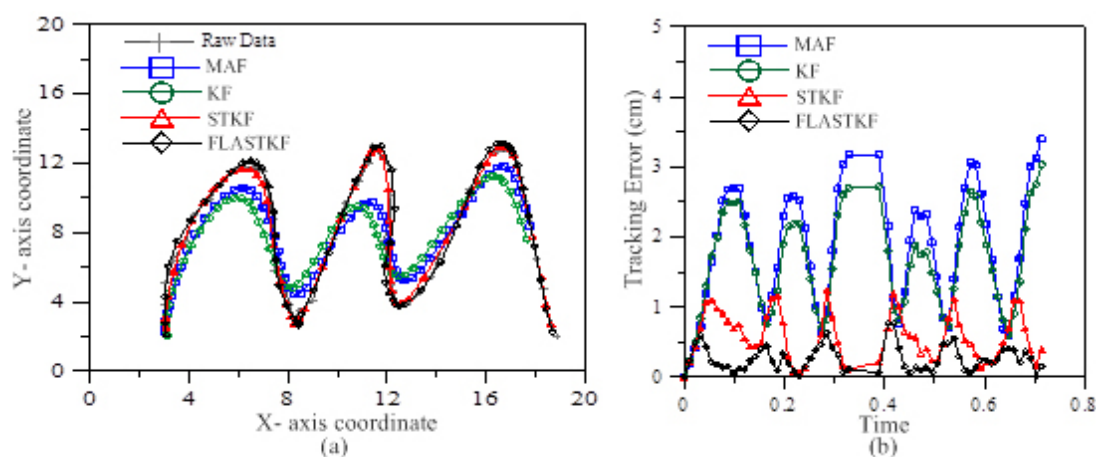 20
16
12
8
4
0
Y- axis coordinate
Raw Data
MAF
KF
STKF
FLASTKF
0 4 8 12 16 20
X- axis coordinate
(a)
5
4
3
2
1
0
Tracking Error (cm)
MAF
KF
STKF
FLASTKF
0 0.2 0.4 0.6 0.8
Time
(b)